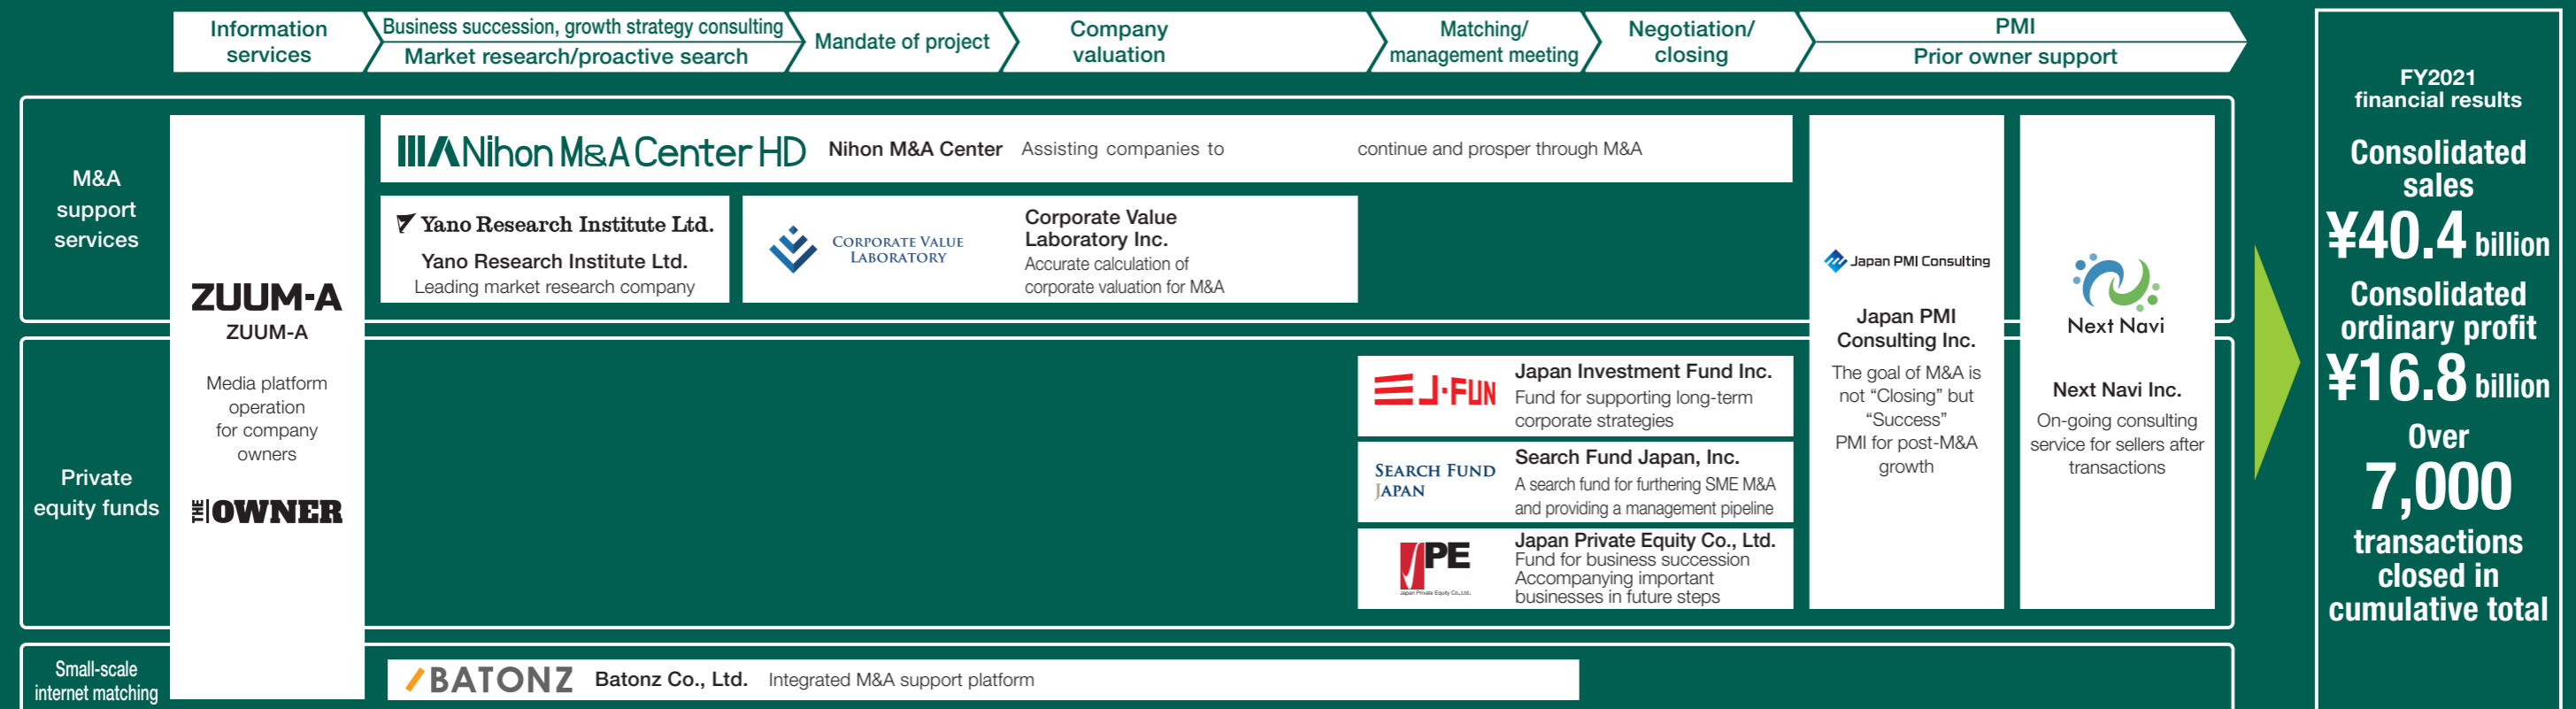 Information
services
Business succession, growth strategy consulting
Market research/proactive search
Mandate of project
Company
valuation
Matching/
management meeting
Negotiation/
closing
PMI
Prior owner support
M&A
support
services
Nihon M&A Center HD Nihon M&A Center Assisting companies to continue and prosper through M&A
Yano Research Institute Ltd.
Yano Research Institute Ltd.
Leading market research company
CORPORATE VALUE
LABORATORY
Corporate Value
Laboratory Inc.
Accurate calculation of
corporate valuation for M&A
ZUUM-A
ZUUM-A
Media platform
operation
for company
owners
THE OWNER
Private
equity funds
J-FUN
Japan Investment Fund Inc.
Fund for supporting long-term
corporate strategies
SEARCH FUND
JAPAN
Search Fund Japan, Inc.
A search fund for furthering SME M&A
and providing a management pipeline
JPE
Japan Private Equity Co., Ltd.
Japan Private Equity Co., Ltd.
Fund for business succession
Accompanying important
businesses in future steps
Japan PMI Consulting
Japan PMI
Consulting Inc.
The goal of M&A is
not “Closing” but
“Success”
PMI for post-M&A
growth
Next Navi
Next Navi Inc.
On-going consulting
service for sellers after
transactions
Small-scale
internet matching
BATONZ Batonz Co., Ltd. Integrated M&A support platform
FY2021
financial results
Consolidated
sales
¥40.4 billion
Consolidated
ordinary profit
¥16.8 billion
Over
7,000
transactions
closed in
cumulative total